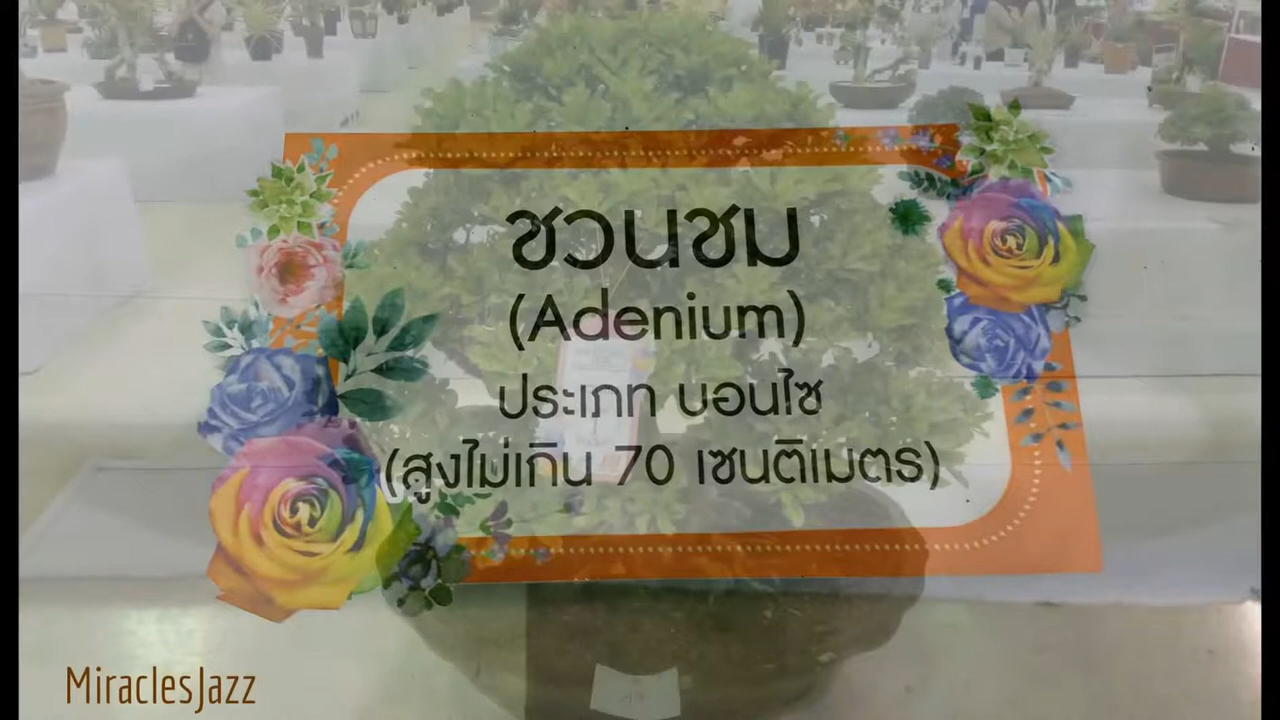 ชวนชม
(Adenium)
ประเภท บอนไซ
(สูงไม่เกิน 70 เซนติเมตร)
MiraclesJazz